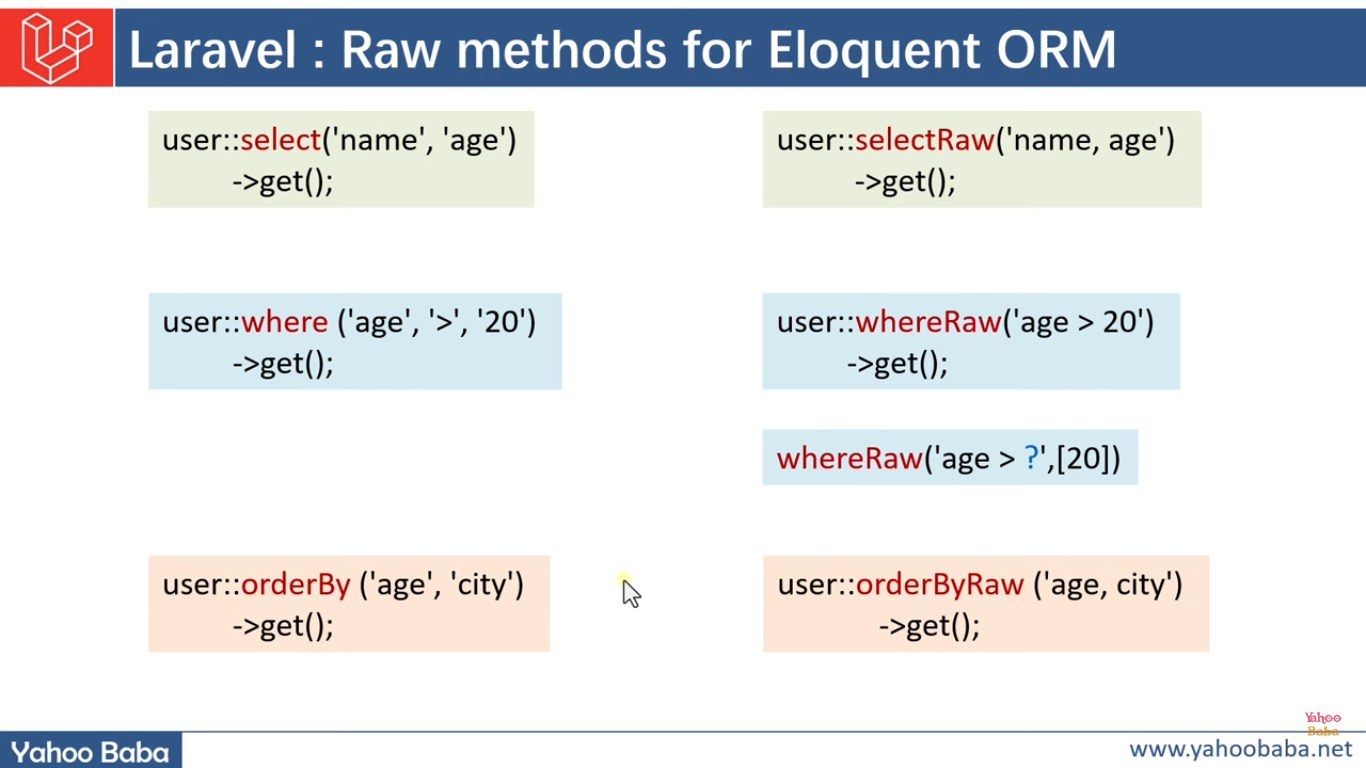 Laravel : Raw methods for Eloquent ORM
user::select('name', 'age')
->get();
user::selectRaw('name, age')
->get();
user::where ('age', '>', '20')
->get();
user::whereRaw('age > 20')
->get();
whereRaw('age > ?',[20])
user::orderBy ('age', 'city')
->get();
user::orderByRaw ('age, city')
->get();
Yahoo
Baba
Yahoo Baba
www.yahoobaba.net